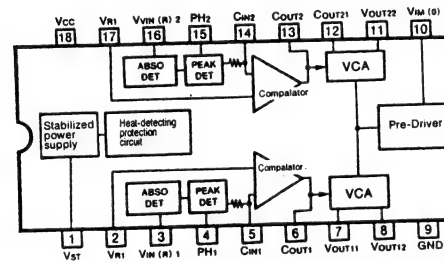 VCC VR1 VVIN (R) 2 PH2 CIN2 COUT2 COUT21 VOUT22 VIM (0)
18 17 16 15 14 13 12 11 10
ABSO DET
PEAK DET
Compalator
VCA
Stabilized power supply
Heat-detecting protection circuit
Pre-Driver
Compalator
ABSO DET
PEAK DET
VCA
1 2 3 4 5 6 7 8 9
VST VR1 VIN (R) 1 PH1 CIN1 COUT1 VOUT11 VOUT12 GND